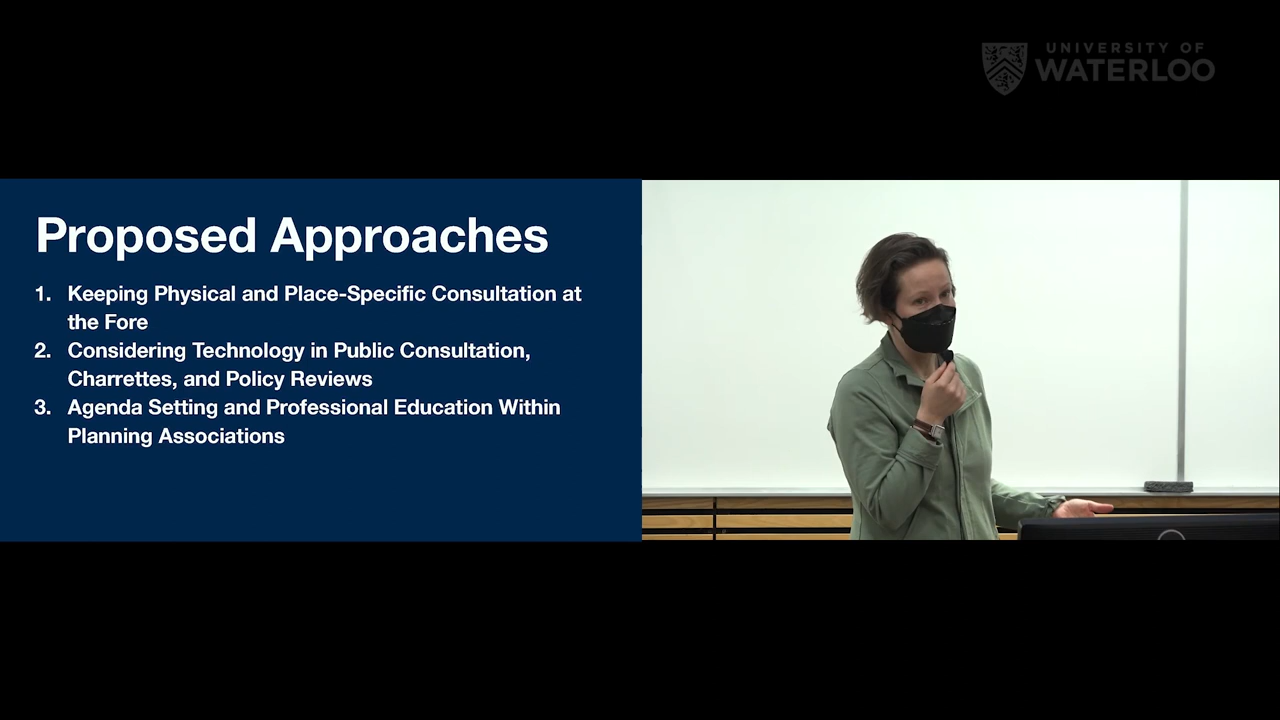 UNIVERSITY OF
WATERLOO
Proposed Approaches
1. Keeping Physical and Place-Specific Consultation at
the Fore
2. Considering Technology in Public Consultation,
Charrettes, and Policy Reviews
3. Agenda Setting and Professional Education Within
Planning Associations